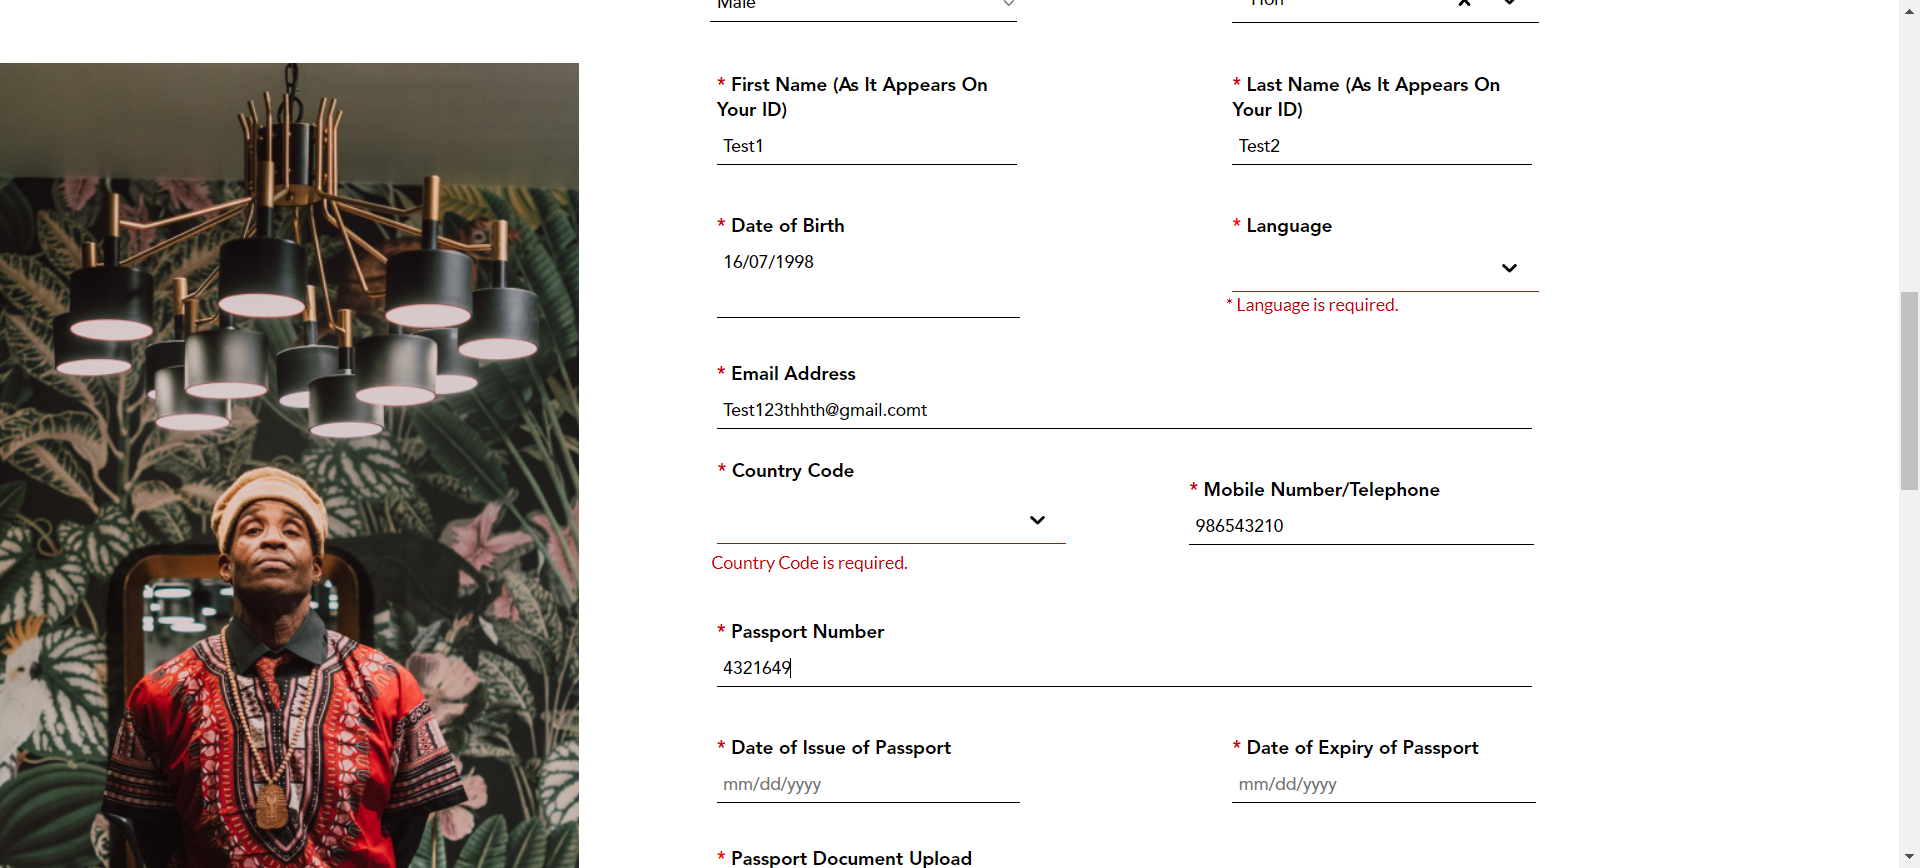 Male
Hon
* First Name (As It Appears On
Your ID)
Test1
* Last Name (As It Appears On
Your ID)
Test2
* Date of Birth
16/07/1998
* Language
* Language is required.
* Email Address
Test123thhth@gmail.comt
* Country Code
Country Code is required.
* Mobile Number/Telephone
986543210
* Passport Number
4321649
* Date of Issue of Passport
mm/dd/yyyy
* Date of Expiry of Passport
mm/dd/yyyy
* Passport Document Upload